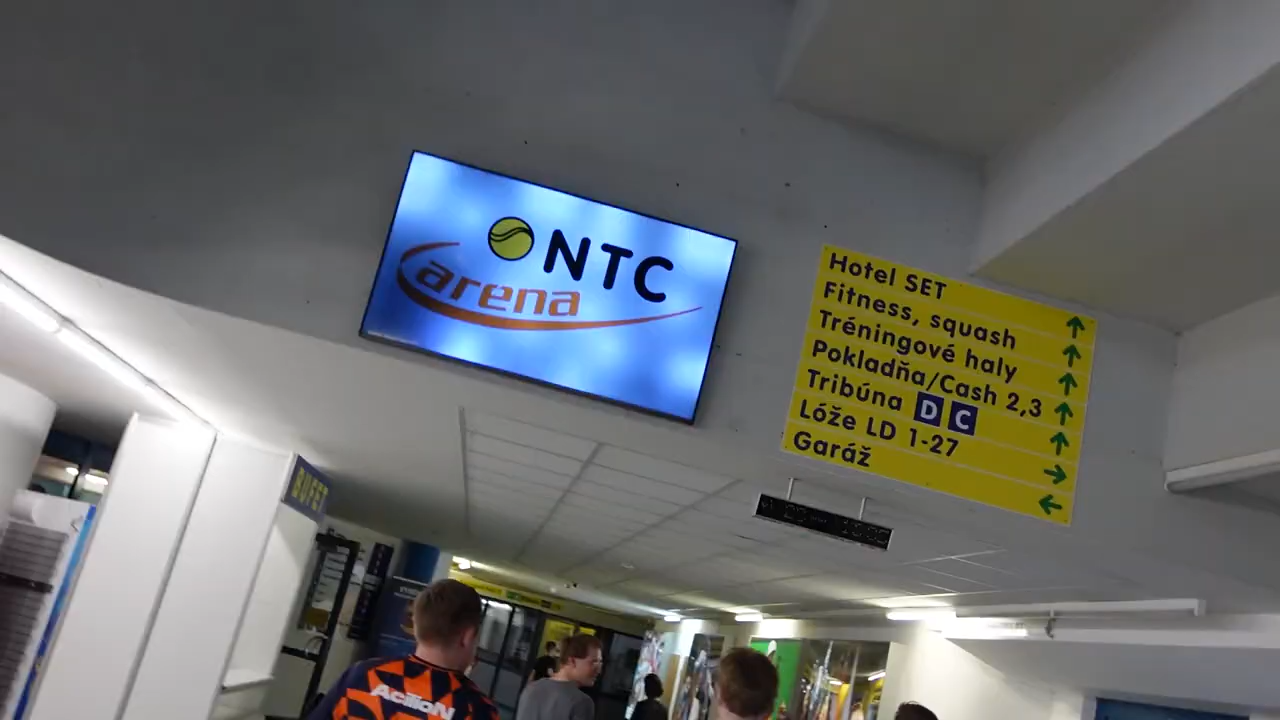 NTC
arena
Hotel SET
Fitness, squash
Tréningové haly
Pokladňa/Cash 2,3
Tribúna D C
Lóže LD 1-27
Garáž
BUFET
ActioN